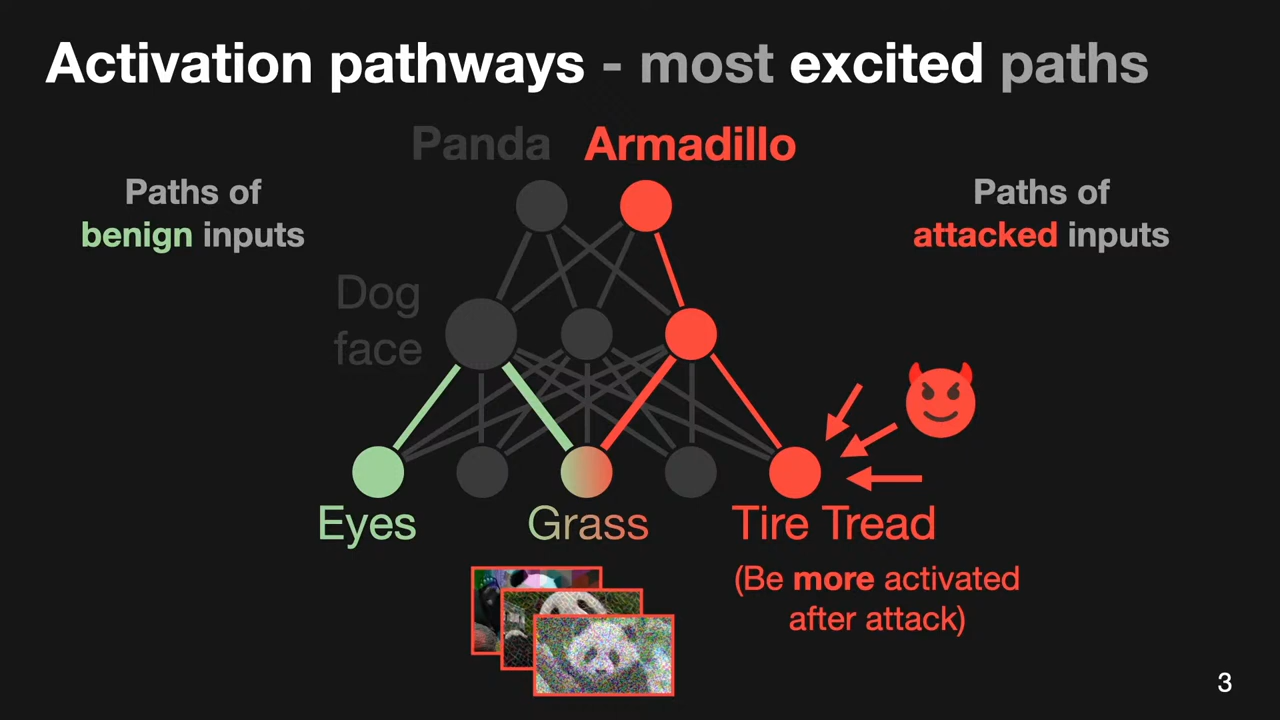 Activation pathways - most excited paths
Panda
Armadillo
Paths of
benign inputs
Paths of
attacked inputs
Dog
face
Eyes
Grass
Tire Tread
(Be more activated
after attack)
3